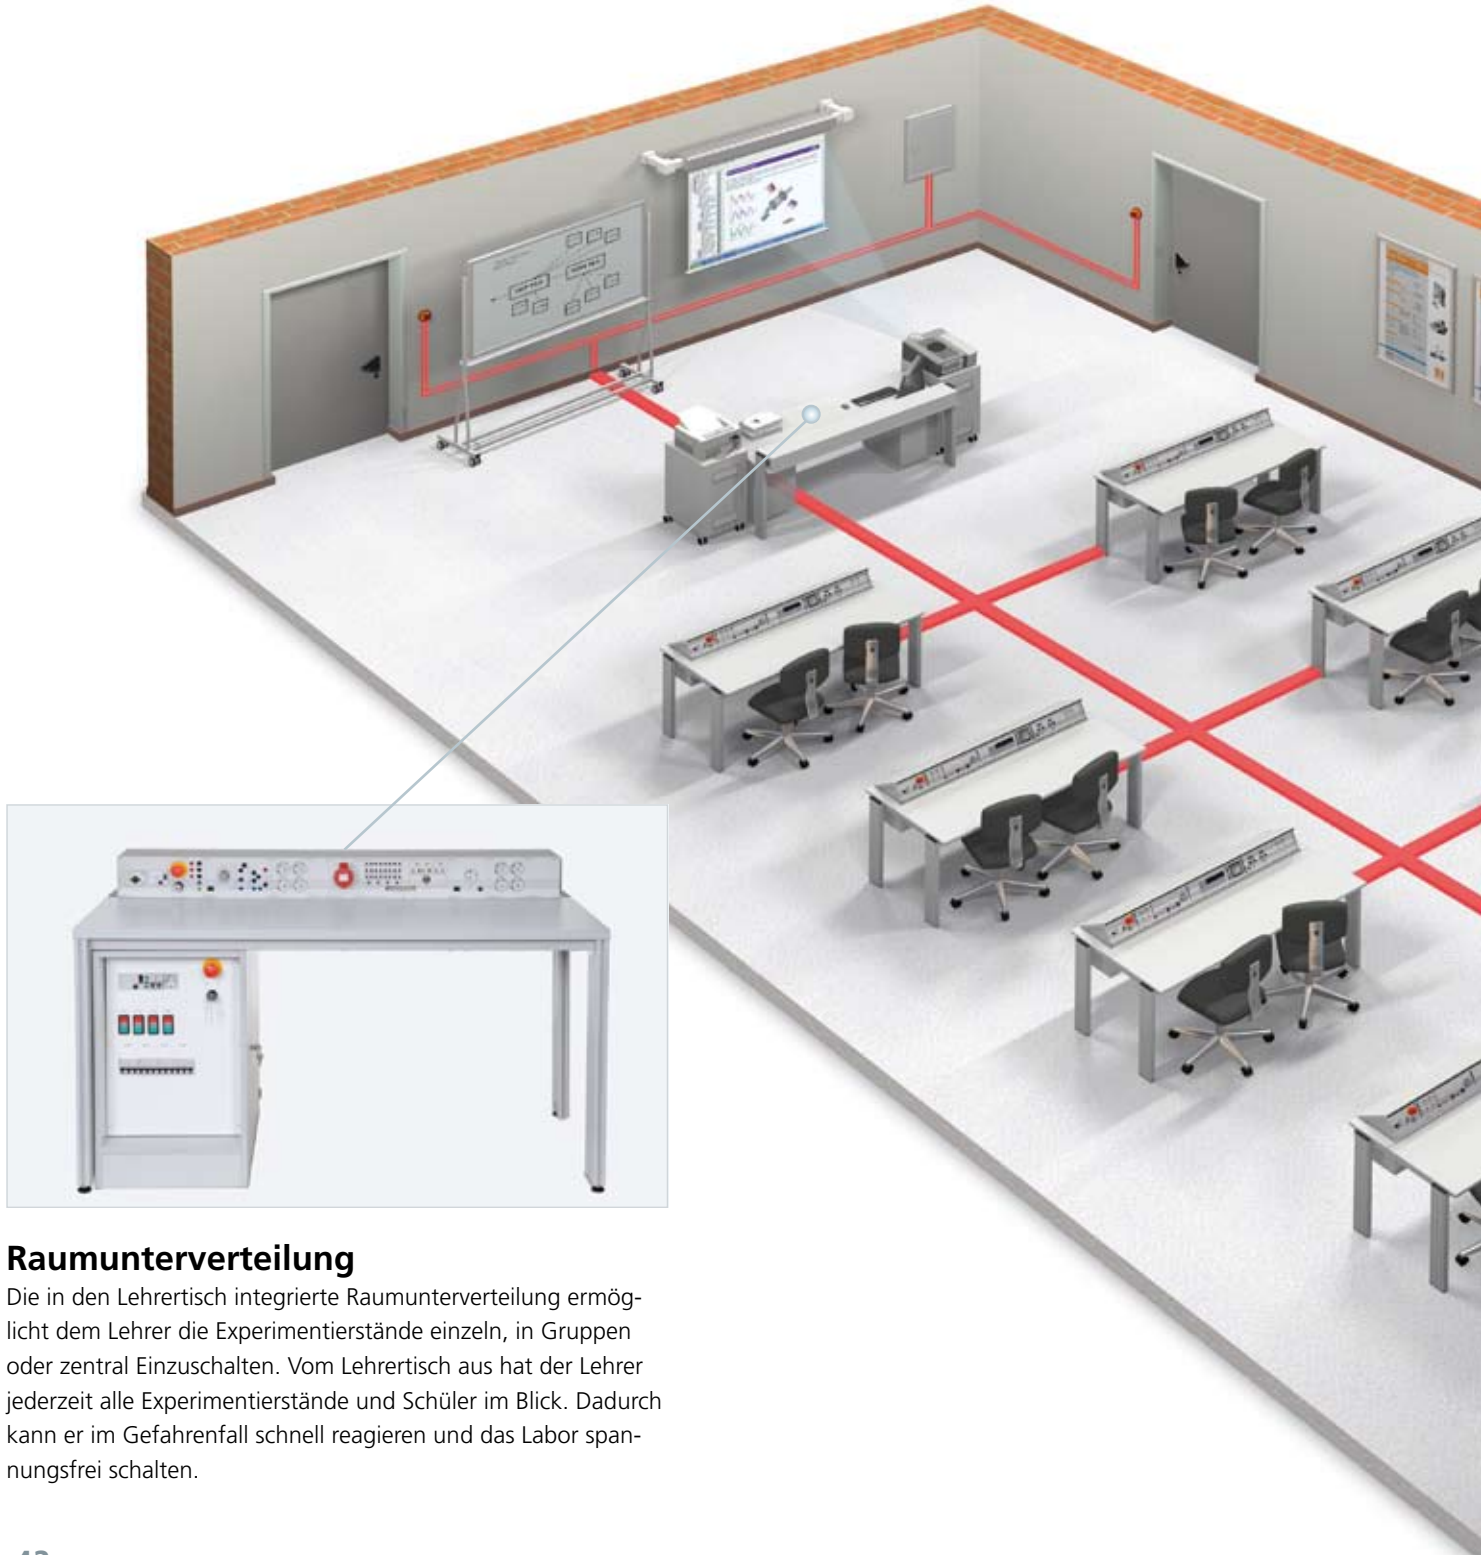 Raumunterverteilung
Die in den Lehrertisch integrierte Raumunterverteilung ermög-
licht dem Lehrer die Experimentierstände einzeln, in Gruppen
oder zentral Einzuschalten. Vom Lehrertisch aus hat der Lehrer
jederzeit alle Experimentierstände und Schüler im Blick. Dadurch
kann er im Gefahrenfall schnell reagieren und das Labor span-
nungsfrei schalten.